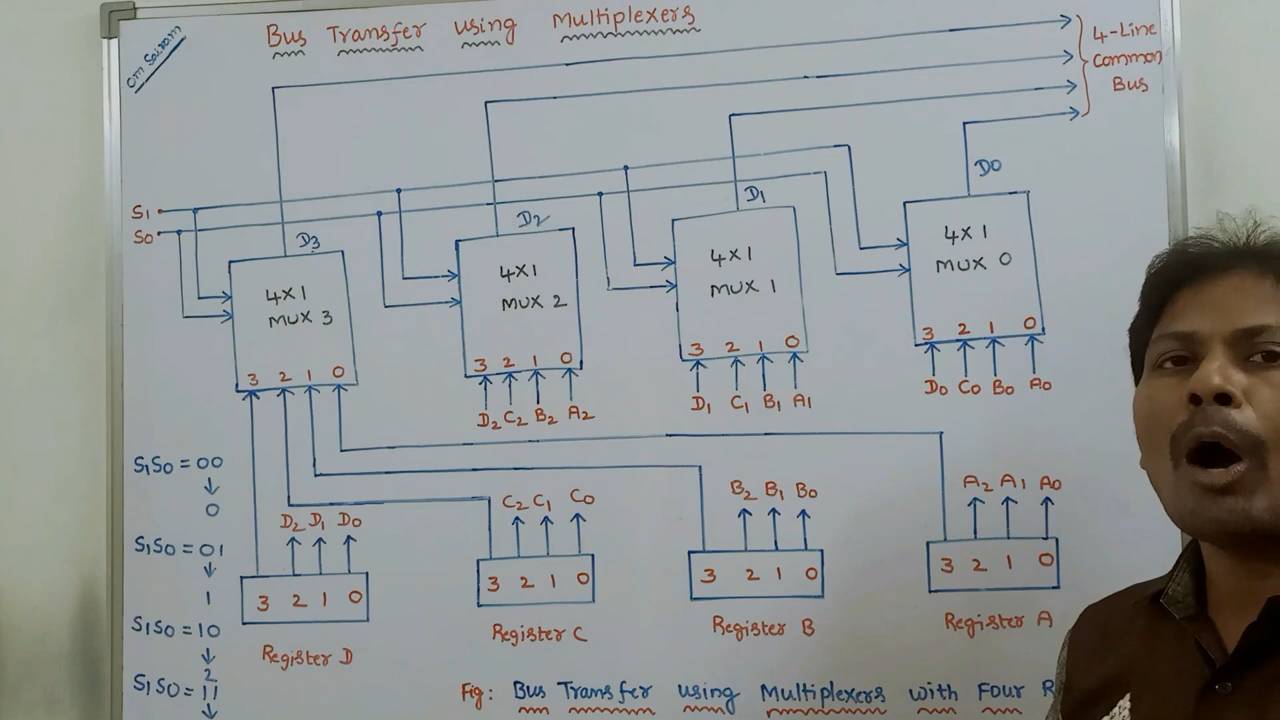 Om Sairam
Bus Transfer using Multiplexers
4-Line
Common
Bus
S1
S0
D3
D2
D1
D0
4X1
MUX 3
3 2 1 0
4X1
MUX 2
3 2 1 0
D2 C2 B2 A2
4X1
MUX 1
3 2 1 0
D1 C1 B1 A1
4X1
MUX 0
3 2 1 0
D0 C0 B0 A0
S1S0 = 00
0
S1S0 = 01
1
S1S0 = 10
2
S1S0 = 11
D2 D1 D0
3 2 1 0
Register D
C2 C1 C0
3 2 1 0
Register C
B2 B1 B0
3 2 1 0
Register B
A2 A1 A0
3 2 1 0
Register A
Fig: Bus Transfer using Multiplexers with Four R